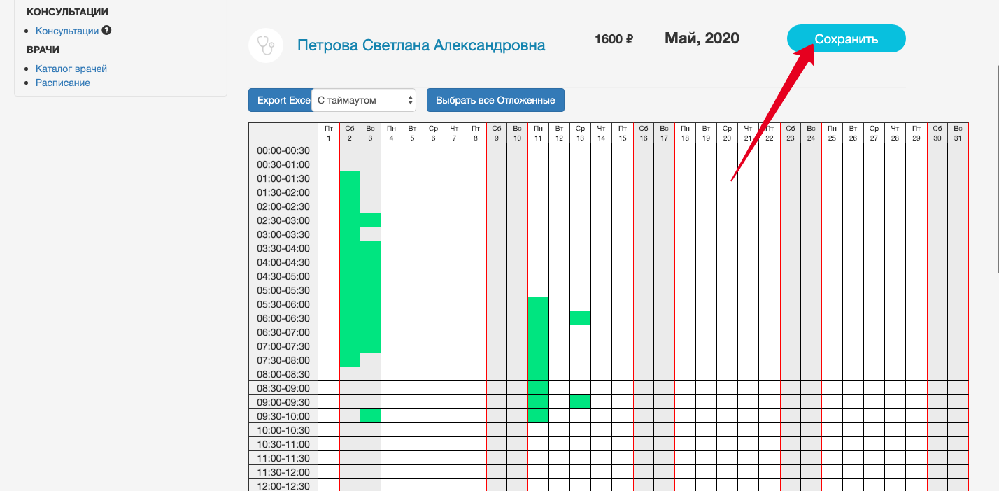 КОНСУЛЬТАЦИИ
Консультации ?
ВРАЧИ
Каталог врачей
Расписание
Петрова Светлана Александровна
1600 ₽
Май, 2020
Сохранить
Export Excel
С таймаутом
Выбрать все Отложенные
Пт Сб Вс Пн Вт Ср Чт Пт Сб Вс Пн Вт Ср Чт Пт Сб Вс Пн Вт Ср Чт Пт Сб Вс Пн Вт Ср Чт Пт Сб Вс
1 2 3 4 5 6 7 8 9 10 11 12 13 14 15 16 17 18 19 20 21 22 23 24 25 26 27 28 29 30 31
00:00-00:30
00:30-01:00
01:00-01:30
01:30-02:00
02:00-02:30
02:30-03:00
03:00-03:30
03:30-04:00
04:00-04:30
04:30-05:00
05:00-05:30
05:30-06:00
06:00-06:30
06:30-07:00
07:00-07:30
07:30-08:00
08:00-08:30
08:30-09:00
09:00-09:30
09:30-10:00
10:00-10:30
10:30-11:00
11:00-11:30
11:30-12:00
12:00-12:30